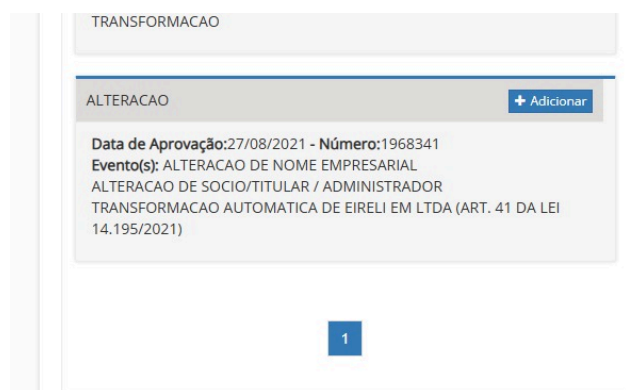 TRANSFORMACAO
ALTERACAO
+ Adicionar
Data de Aprovação:27/08/2021 - Número:1968341
Evento(s): ALTERACAO DE NOME EMPRESARIAL
ALTERACAO DE SOCIO/TITULAR / ADMINISTRADOR
TRANSFORMACAO AUTOMATICA DE EIRELI EM LTDA (ART. 41 DA LEI
14.195/2021)
1